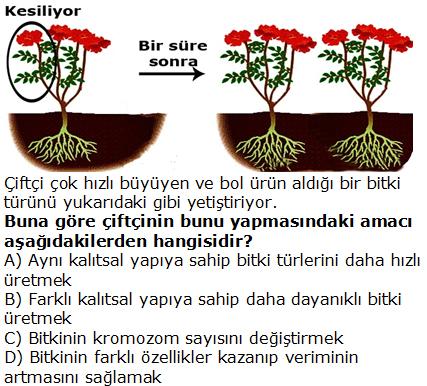 Kesiliyor
Bir süre
sonra
Çiftçi çok hızlı büyüyen ve bol ürün aldığı bir bitki
türünü yukarıdaki gibi yetiştiriyor.
Buna göre çiftçinin bunu yapmasındaki amacı
aşağıdakilerden hangisidir?
A) Aynı kalıtsal yapıya sahip bitki türlerini daha hızlı
üretmek
B) Farklı kalıtsal yapıya sahip daha dayanıklı bitki
üretmek
C) Bitkinin kromozom sayısını değiştirmek
D) Bitkinin farklı özellikler kazanıp veriminin
artmasını sağlamak